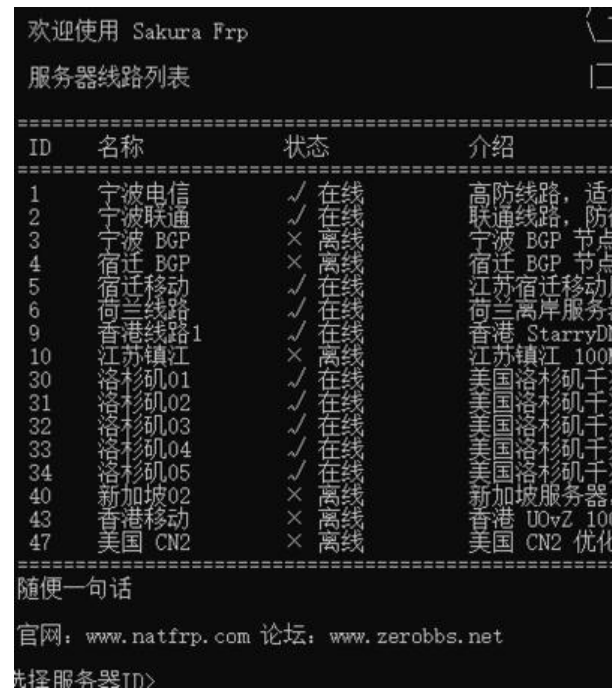 欢迎使用 Sakura Frp
服务器线路列表
ID 名称 状态 介绍
1 宁波电信 √ 在线 高防线路，适
2 宁波联通 √ 在线 联通线路，防
3 宁波 BGP × 离线 宁波 BGP 节点
4 宿迁 BGP × 离线 宿迁 BGP 节点
5 宿迁移动 √ 在线 江苏宿迁移动
6 荷兰线路 √ 在线 荷兰离岸服务
9 香港线路1 √ 在线 香港 StarryD
10 江苏镇江 × 离线 江苏镇江 100
30 洛杉矶01 √ 在线 美国洛杉矶千
31 洛杉矶02 √ 在线 美国洛杉矶千
32 洛杉矶03 √ 在线 美国洛杉矶千
33 洛杉矶04 √ 在线 美国洛杉矶千
34 洛杉矶05 √ 在线 美国洛杉矶千
40 新加坡02 × 离线 新加坡服务器
43 香港移动 × 离线 香港 UOvZ 100
47 美国 CN2 × 离线 美国 CN2 优化
随便一句话
官网：www.natfrp.com 论坛：www.zerobbs.net
选择服务器ID>